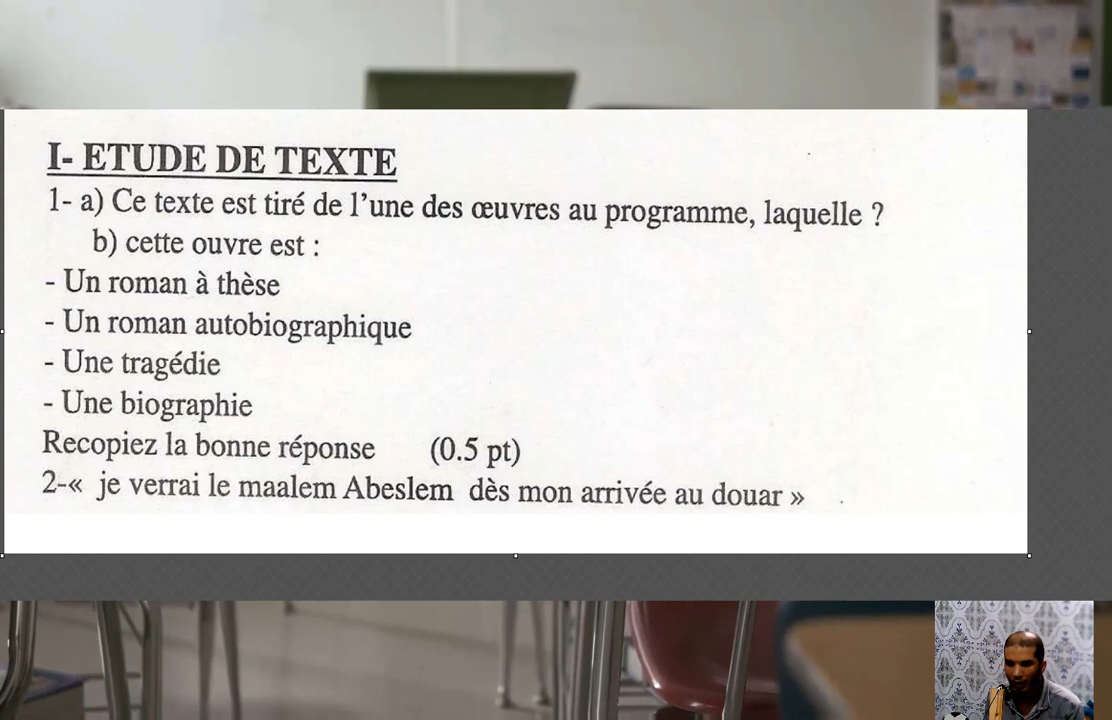 I- ETUDE DE TEXTE
1- a) Ce texte est tiré de l’une des œuvres au programme, laquelle ?
b) cette ouvre est :
- Un roman à thèse
- Un roman autobiographique
- Une tragédie
- Une biographie
Recopiez la bonne réponse (0.5 pt)
2-« je verrai le maalem Abeslem dès mon arrivée au douar »